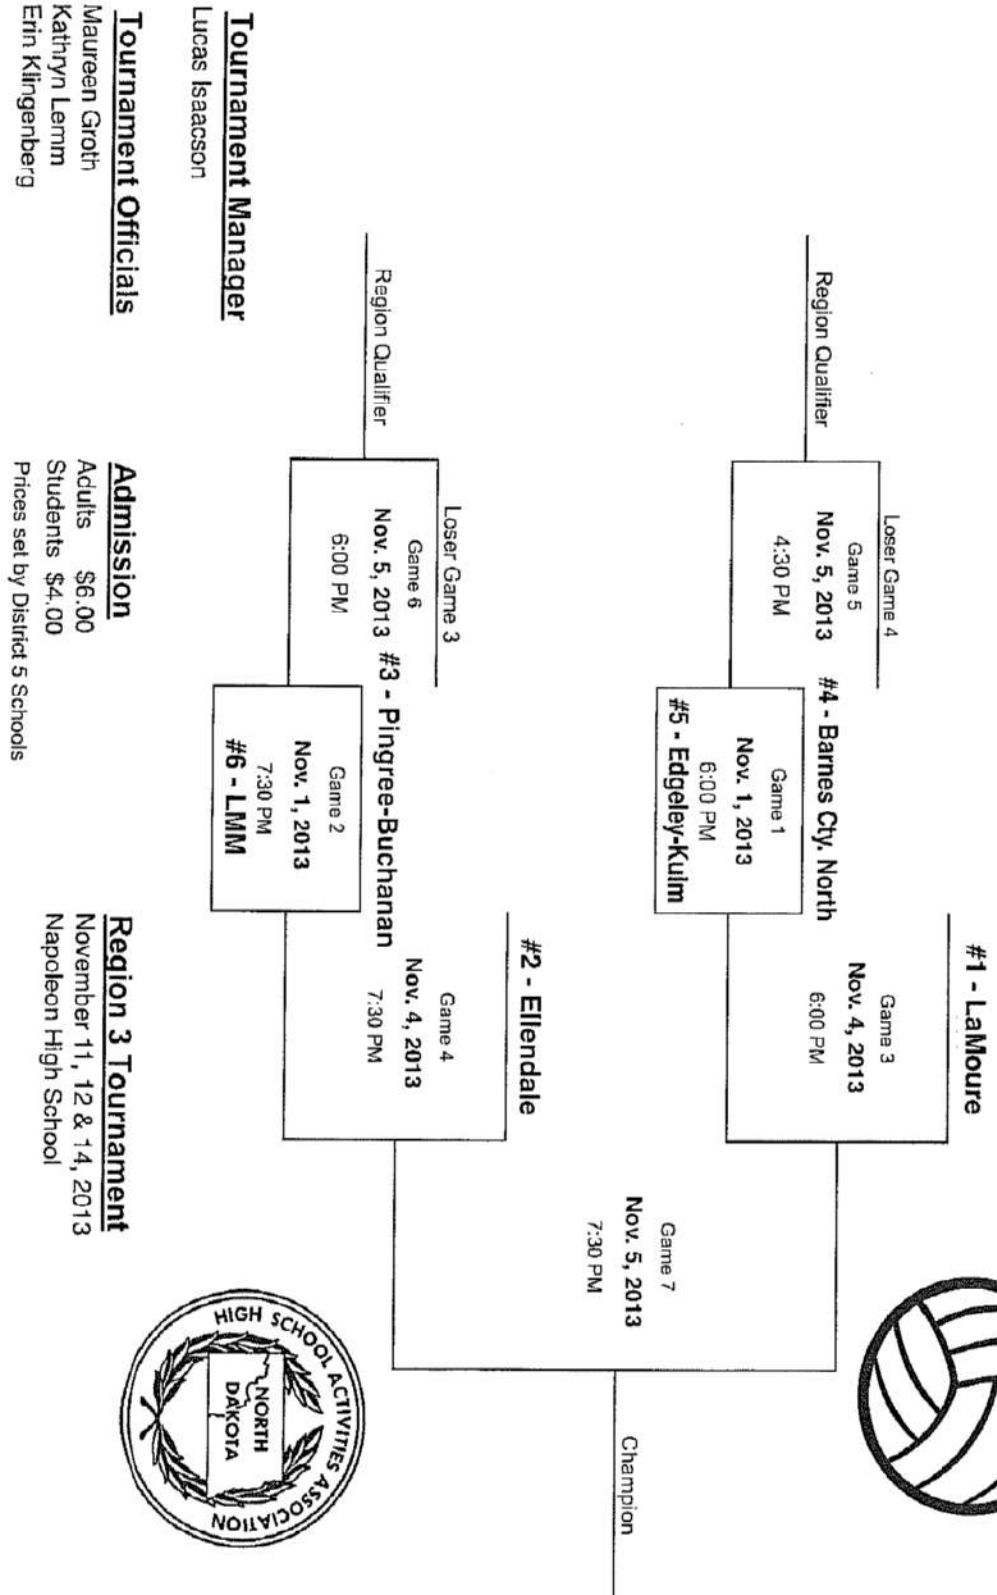 #1 - LaMoure
Game 3
Nov. 4, 2013
6:00 PM
Loser Game 4
Game 5
Nov. 5, 2013
4:30 PM
Region Qualifier
#4 - Barnes Cty. North
Game 1
Nov. 1, 2013
6:00 PM
#5 - Edgeley-Kulm
Game 7
Nov. 5, 2013
7:30 PM
Champion
#2 - Ellendale
Game 4
Nov. 4, 2013
7:30 PM
Loser Game 3
Game 6
Nov. 5, 2013
6:00 PM
Region Qualifier
#3 - Pingree-Buchanan
Game 2
Nov. 1, 2013
7:30 PM
#6 - LMM
Tournament Manager
Lucas Isaacson
Tournament Officials
Maureen Groth
Kathryn Lemm
Erin Klingenberg
Admission
Adults $6.00
Students $4.00
Prices set by District 5 Schools
Region 3 Tournament
November 11, 12 & 14, 2013
Napoleon High School
HIGH SCHOOL ACTIVITIES ASSOCIATION
NORTH
DAKOTA